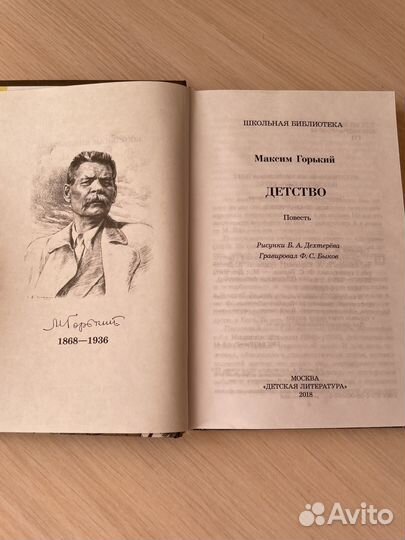 М Горький
1868—1936
ШКОЛЬНАЯ БИБЛИОТЕКА
Максим Горький
ДЕТСТВО
Повесть
Рисунки Б. А. Дехтерёва
Гравировал Ф. С. Быков
МОСКВА
«ДЕТСКАЯ ЛИТЕРАТУРА»
2018
Avito